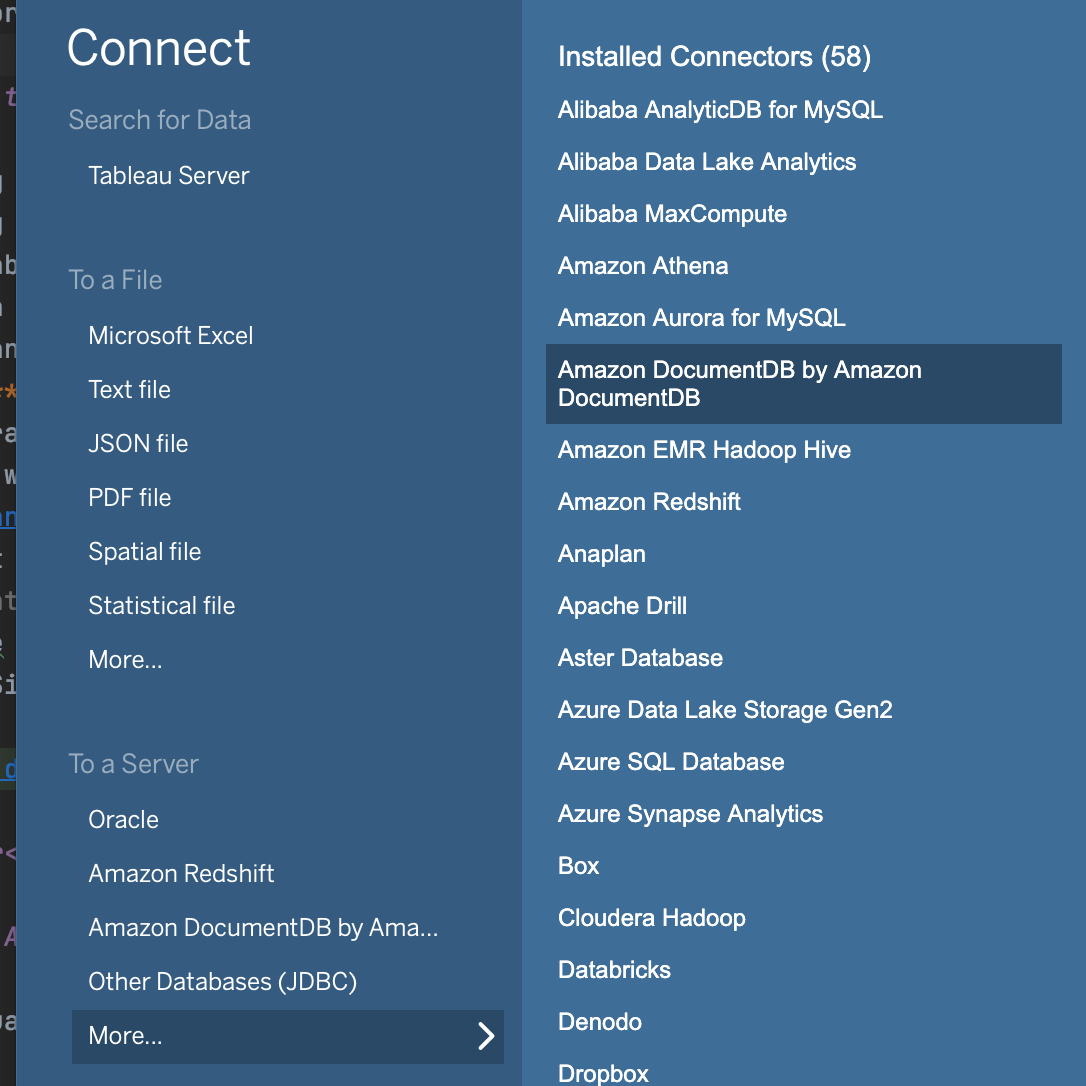 Connect
Search for Data
Tableau Server
To a File
Microsoft Excel
Text file
JSON file
PDF file
Spatial file
Statistical file
More...
To a Server
Oracle
Amazon Redshift
Amazon DocumentDB by Ama...
Other Databases (JDBC)
More...
Installed Connectors (58)
Alibaba AnalyticDB for MySQL
Alibaba Data Lake Analytics
Alibaba MaxCompute
Amazon Athena
Amazon Aurora for MySQL
Amazon DocumentDB by Amazon
DocumentDB
Amazon EMR Hadoop Hive
Amazon Redshift
Anaplan
Apache Drill
Aster Database
Azure Data Lake Storage Gen2
Azure SQL Database
Azure Synapse Analytics
Box
Cloudera Hadoop
Databricks
Denodo
Dropbox